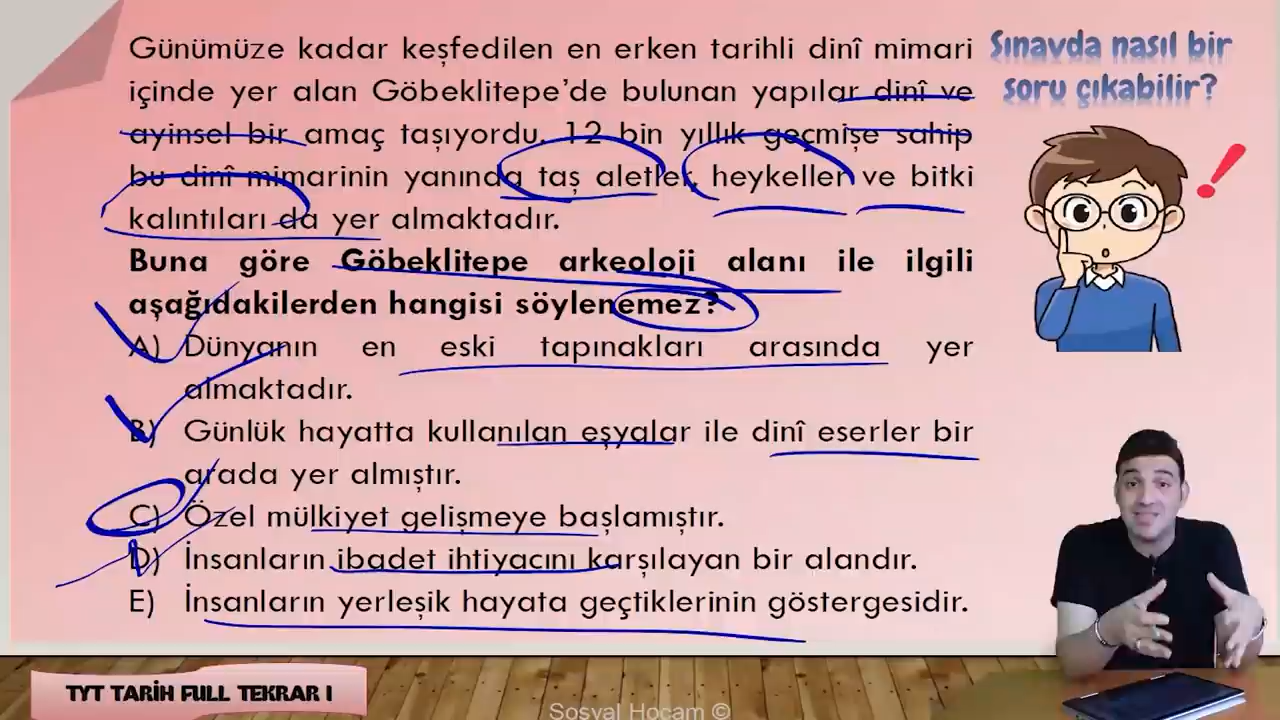 Günümüze kadar keşfedilen en erken tarihli dinî mimari
içinde yer alan Göbeklitepe’de bulunan yapılar dinî ve
ayinsel bir amaç taşıyordu. 12 bin yıllık geçmişe sahip
bu dinî mimarinin yanında taş aletler, heykeller ve bitki
kalıntıları da yer almaktadır.
Buna göre Göbeklitepe arkeoloji alanı ile ilgili
aşağıdakilerden hangisi söylenemez?
A) Dünyanın en eski tapınakları arasında yer
almaktadır.
B) Günlük hayatta kullanılan eşyalar ile dinî eserler bir
arada yer almıştır.
C) Özel mülkiyet gelişmeye başlamıştır.
D) İnsanların ibadet ihtiyacını karşılayan bir alandır.
E) İnsanların yerleşik hayata geçtiklerinin göstergesidir.
Sınavda nasıl bir
soru çıkabilir?
TYT TARİH FULL TEKRAR I
Sosyal Hocam ©